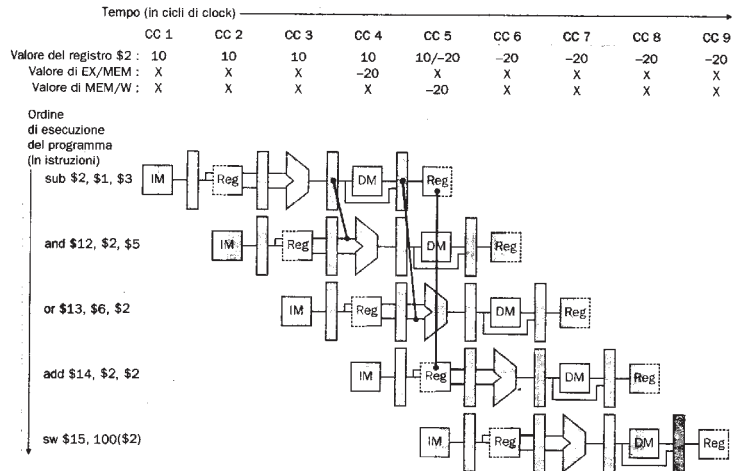 Tempo (in cicli di clock)
CC 1 CC 2 CC 3 CC 4 CC 5 CC 6 CC 7 CC 8 CC 9
Valore del registro $2 : 10 10 10 10 10/–20 –20 –20 –20 –20
Valore di EX/MEM : X X X –20 X X X X X
Valore di MEM/W : X X X X –20 X X X X
Ordine
di esecuzione
del programma
(in istruzioni)
sub $2, $1, $3 IM Reg DM Reg
and $12, $2, $5 IM Reg DM Reg
or $13, $6, $2 IM Reg DM Reg
add $14, $2, $2 IM Reg DM Reg
sw $15, 100($2) IM Reg DM Reg